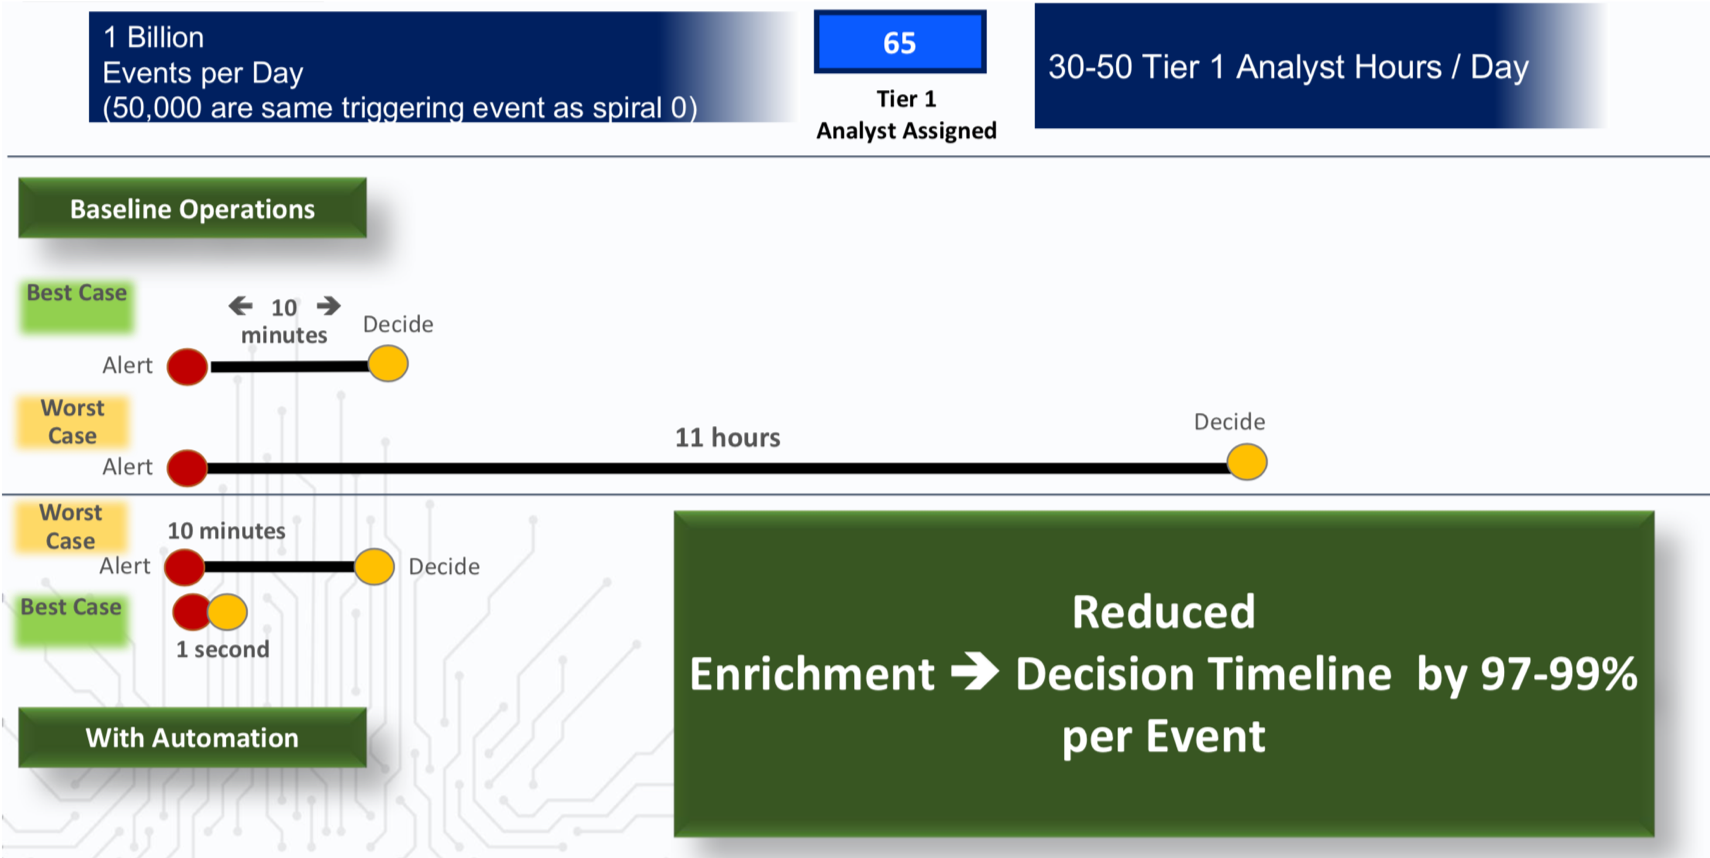 1 Billion
Events per Day
(50,000 are same triggering event as spiral 0)
65
Tier 1
Analyst Assigned
30-50 Tier 1 Analyst Hours / Day
Baseline Operations
Best Case
🡸 10 🡺
minutes
Decide
Alert
Worst
Case
11 hours
Decide
Alert
Worst
Case
10 minutes
Alert
Decide
Best Case
1 second
With Automation
Reduced
Enrichment 🡺 Decision Timeline by 97-99%
per Event